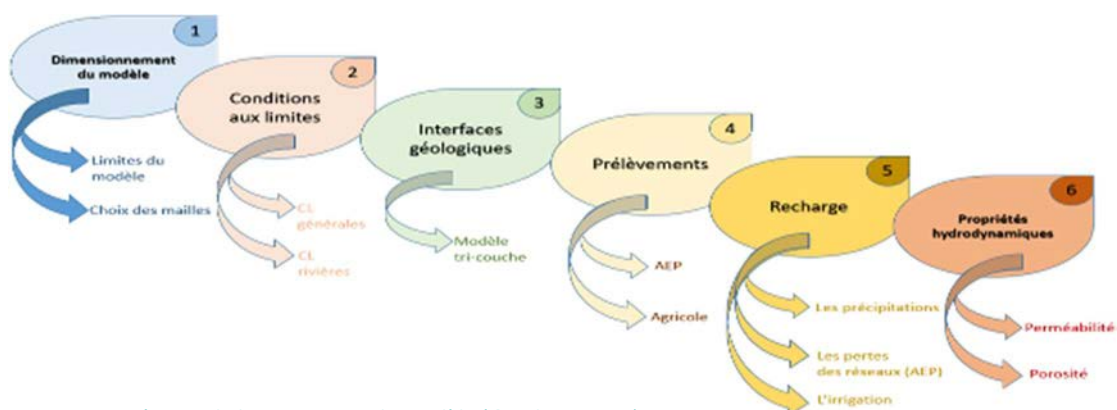 1
Dimensionnement
du modèle
Limites du
modèle
Choix des mailles
2
Conditions
aux limites
CL
générales
CL
rivières
3
Interfaces
géologiques
Modèle
tri-couche
4
Prélèvements
AEP
Agricole
5
Recharge
Les précipitations
Les pertes
des réseaux (AEP)
L'irrigation
6
Propriétés
hydrodynamiques
Perméabilité
Porosité